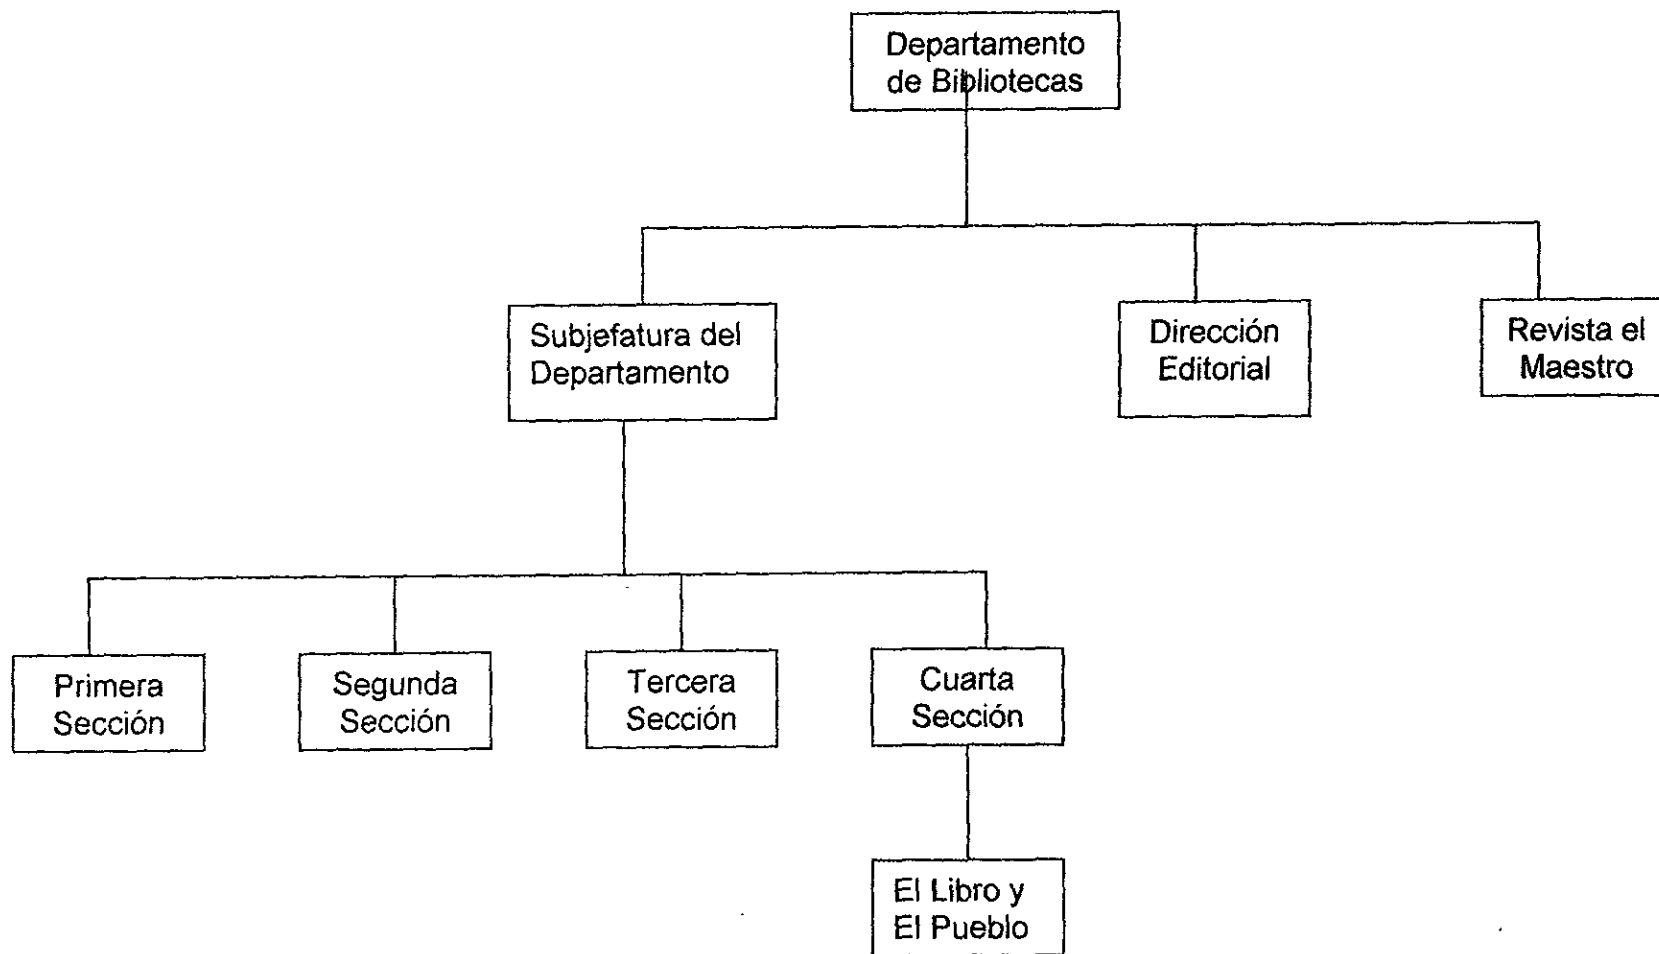 Departamento
de Bibliotecas
Subjefatura del
Departamento
Dirección
Editorial
Revista el
Maestro
Primera
Sección
Segunda
Sección
Tercera
Sección
Cuarta
Sección
El Libro y
El Pueblo